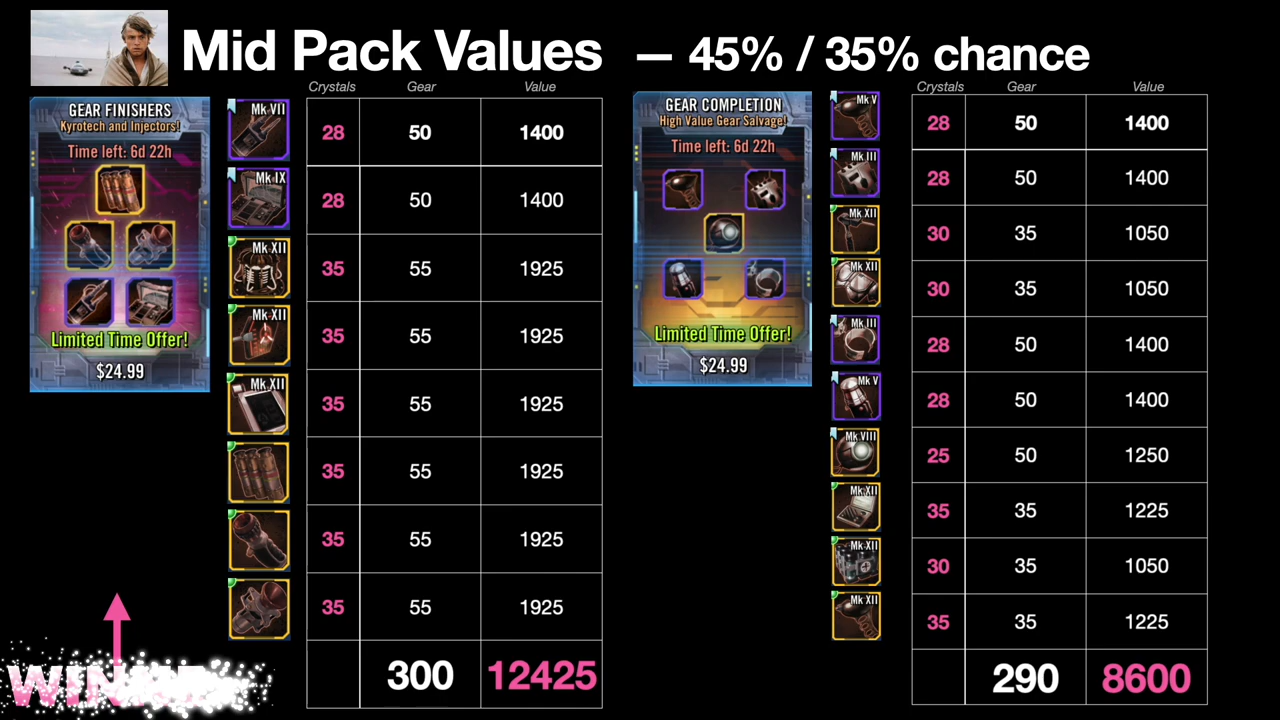 Mid Pack Values — 45% / 35% chance
Crystals Gear Value
GEAR FINISHERS
Kyrotech and Injectors!
Time left: 6d 22h
Limited Time Offer!
$24.99
Mk VII 28 50 1400
Mk IX 28 50 1400
Mk XII 35 55 1925
Mk XII 35 55 1925
Mk XII 35 55 1925
35 55 1925
35 55 1925
35 55 1925
300 12425
Crystals Gear Value
GEAR COMPLETION
High Value Gear Salvage!
Time left: 6d 22h
Limited Time Offer!
$24.99
Mk V 28 50 1400
Mk III 28 50 1400
Mk XII 30 35 1050
Mk XII 30 35 1050
Mk III 28 50 1400
Mk V 28 50 1400
Mk VIII 25 50 1250
Mk XII 35 35 1225
Mk XII 30 35 1050
Mk XII 35 35 1225
290 8600